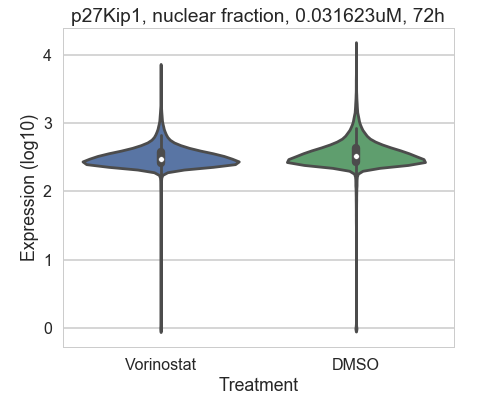 p27Kip1, nuclear fraction, 0.031623uM, 72h
4
3
2
1
0
Expression (log10)
Vorinostat
DMSO
Treatment